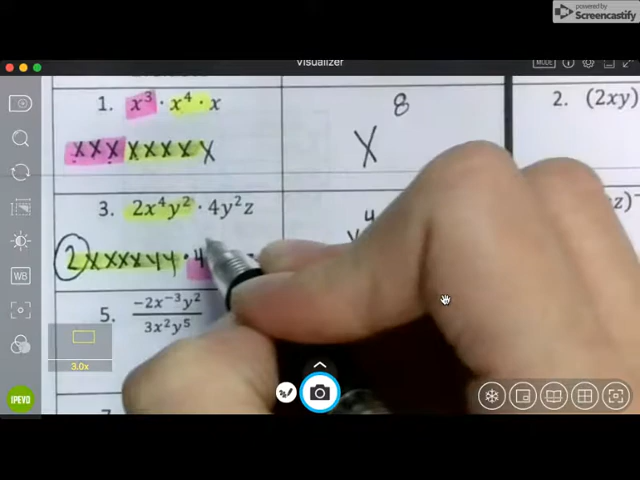 powered by
Screencastify
Visualizer
MODE
1. x³ · x⁴ · x
x⁸
2. (2xy)
xxxxxxxx
3. 2x⁴y² · 4y²z
z)
2xxxxyy · 4
5. -2x⁻³y²
3x²y⁵
WB
3.0x
IPEVO